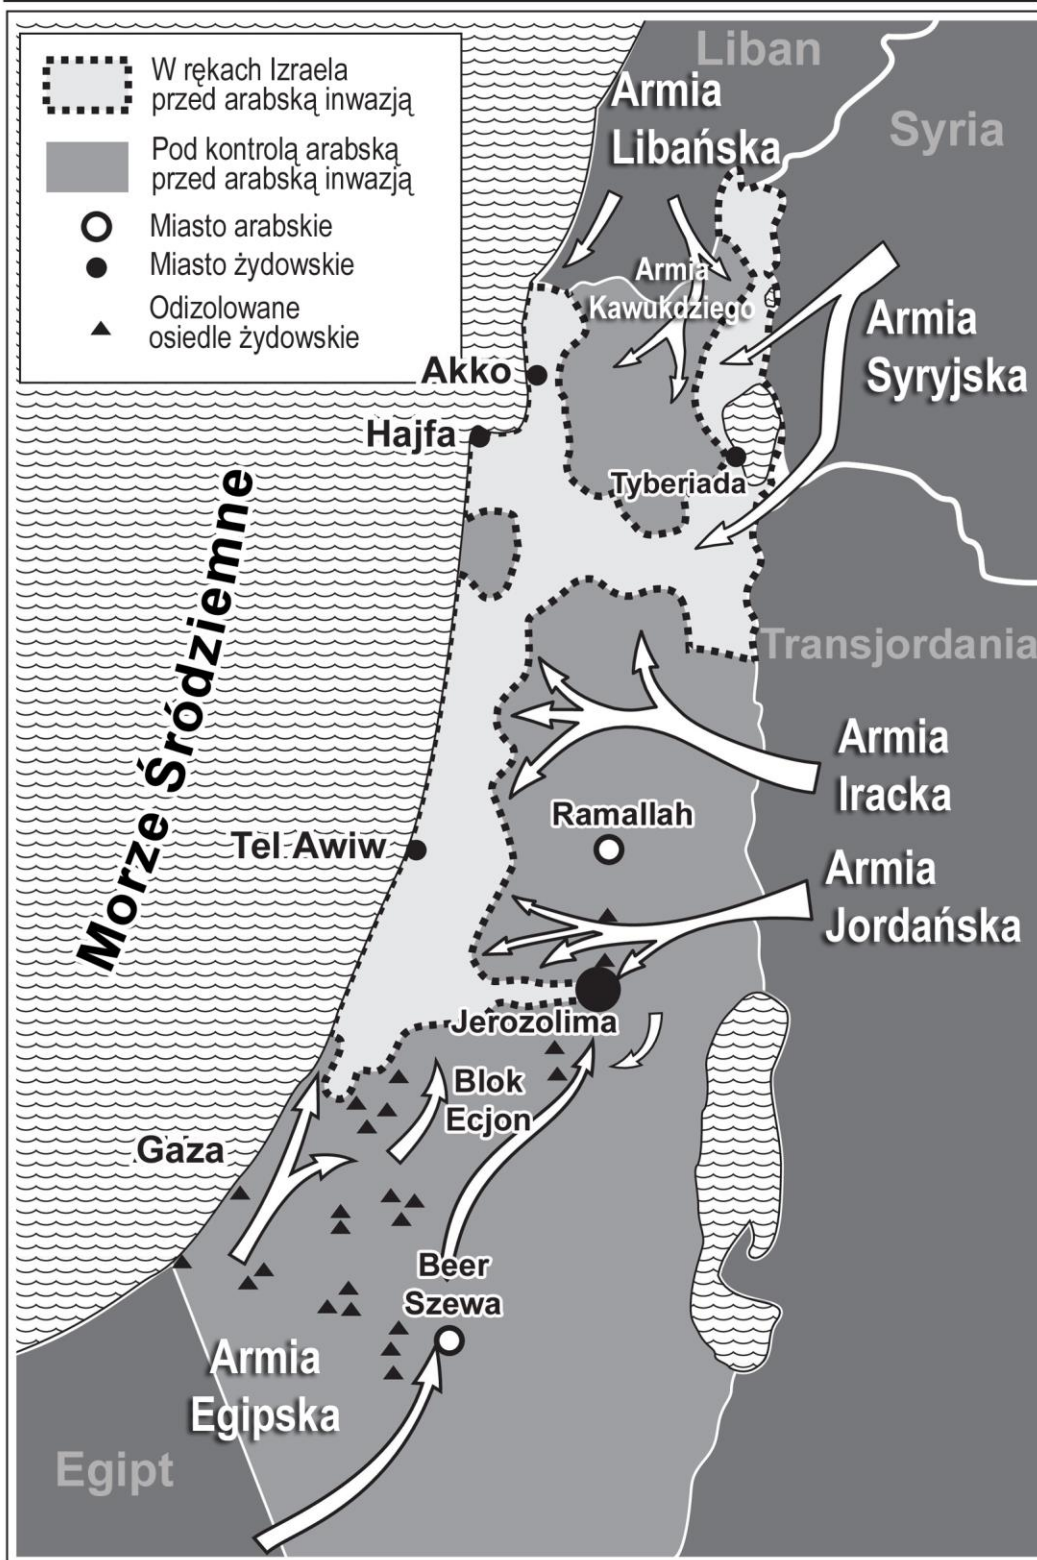 W rękach Izraela
przed arabską inwazją
Pod kontrolą arabską
przed arabską inwazją
Miasto arabskie
Miasto żydowskie
Odizolowane
osiedle żydowskie
Liban
Armia
Libańska
Syria
Armia
Kawukdziego
Armia
Syryjska
Akko
Hajfa
Tyberiada
Morze Śródziemne
Transjordania
Armia
Iracka
Ramallah
Tel Awiw
Armia
Jordańska
Jerozolima
Blok
Ecjon
Gaza
Beer
Szewa
Armia
Egipska
Egipt